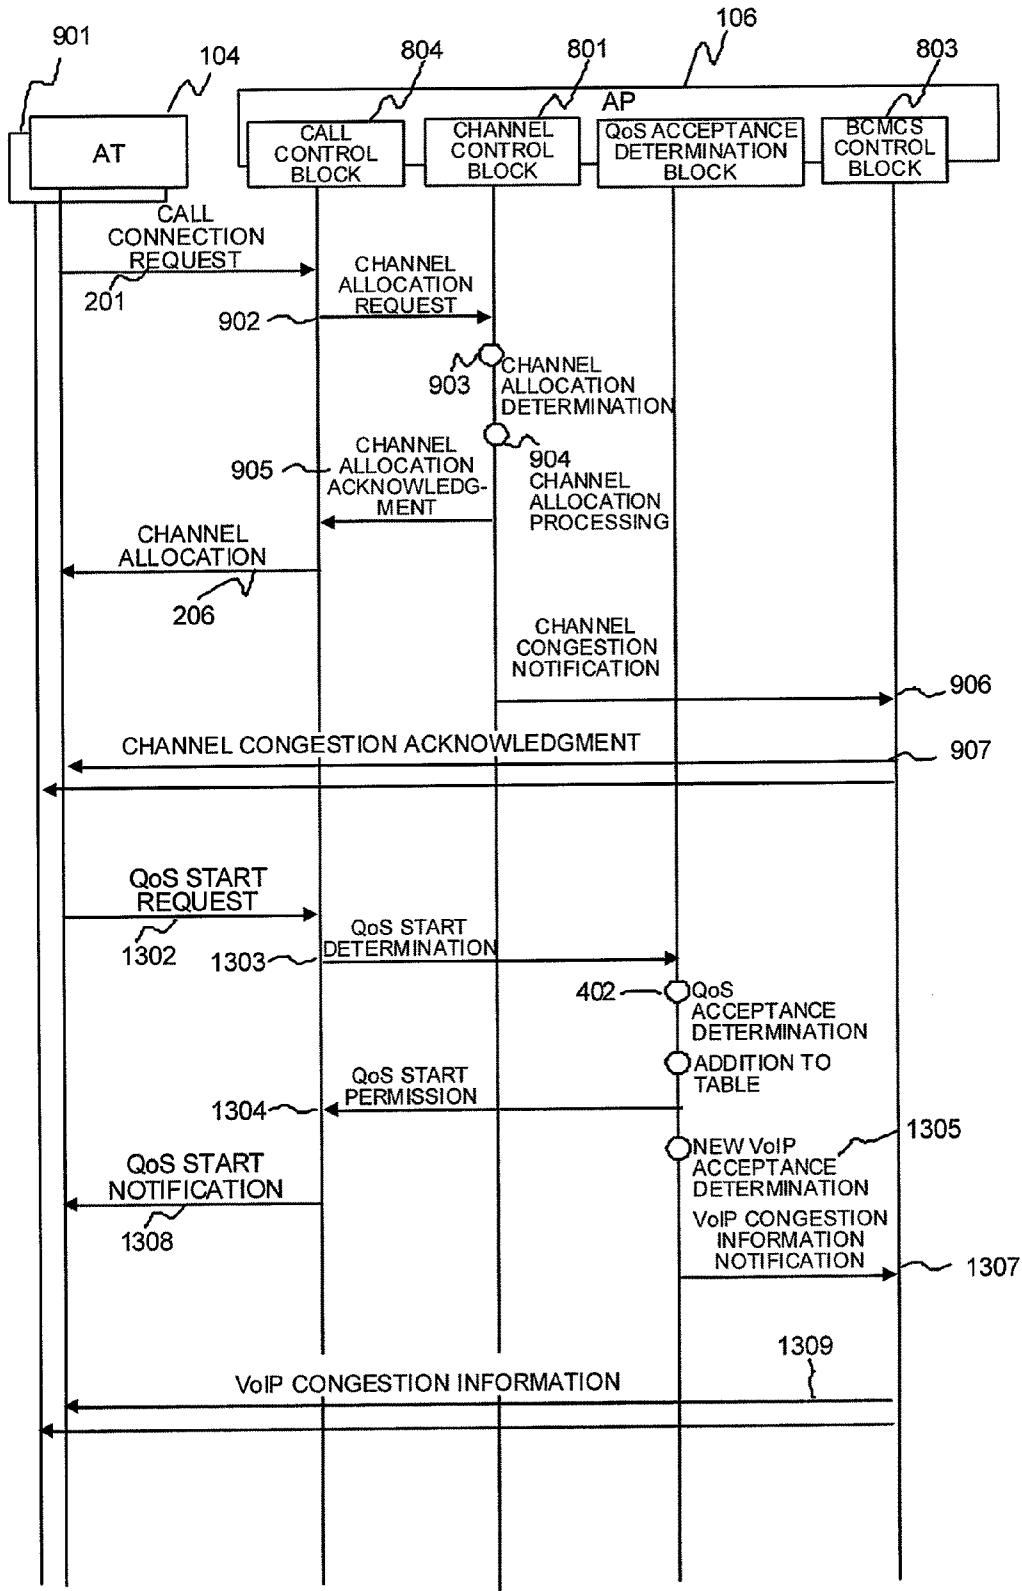 901
104
804
801
106
803
AP
AT
CALL
CONTROL
BLOCK
CHANNEL
CONTROL
BLOCK
QoS ACCEPTANCE
DETERMINATION
BLOCK
BCMCS
CONTROL
BLOCK
CALL
CONNECTION
REQUEST
201
CHANNEL
ALLOCATION
REQUEST
902
903
CHANNEL
ALLOCATION
DETERMINATION
904
CHANNEL
ALLOCATION
PROCESSING
905
CHANNEL
ALLOCATION
ACKNOWLEDG-
MENT
CHANNEL
ALLOCATION
206
CHANNEL
CONGESTION
NOTIFICATION
906
CHANNEL CONGESTION ACKNOWLEDGMENT
907
QoS START
REQUEST
1302
QoS START
DETERMINATION
1303
402
QoS
ACCEPTANCE
DETERMINATION
ADDITION TO
TABLE
QoS START
PERMISSION
1304
NEW VoIP
ACCEPTANCE
DETERMINATION
1305
QoS START
NOTIFICATION
1308
VoIP CONGESTION
INFORMATION
NOTIFICATION
1307
1309
VoIP CONGESTION INFORMATION